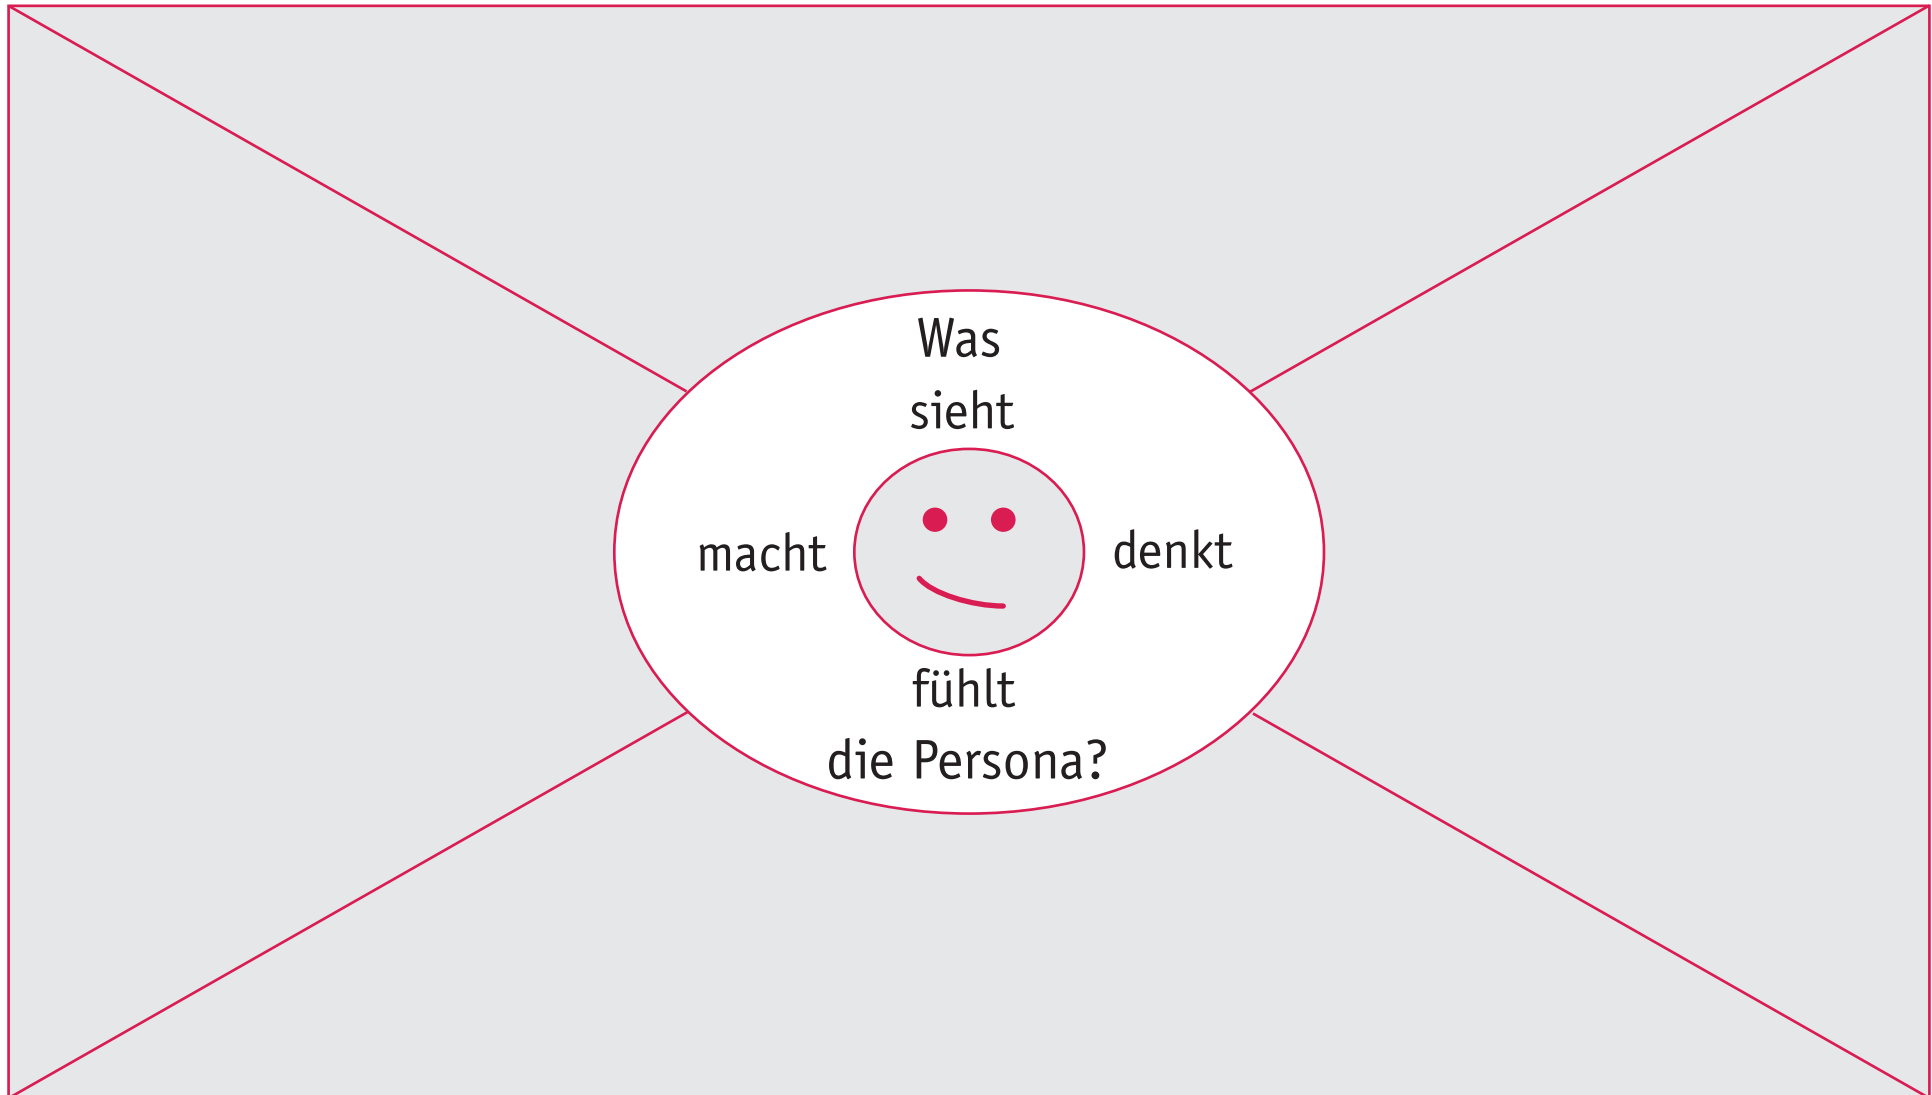 Was
sieht
macht
denkt
fühlt
die Persona?